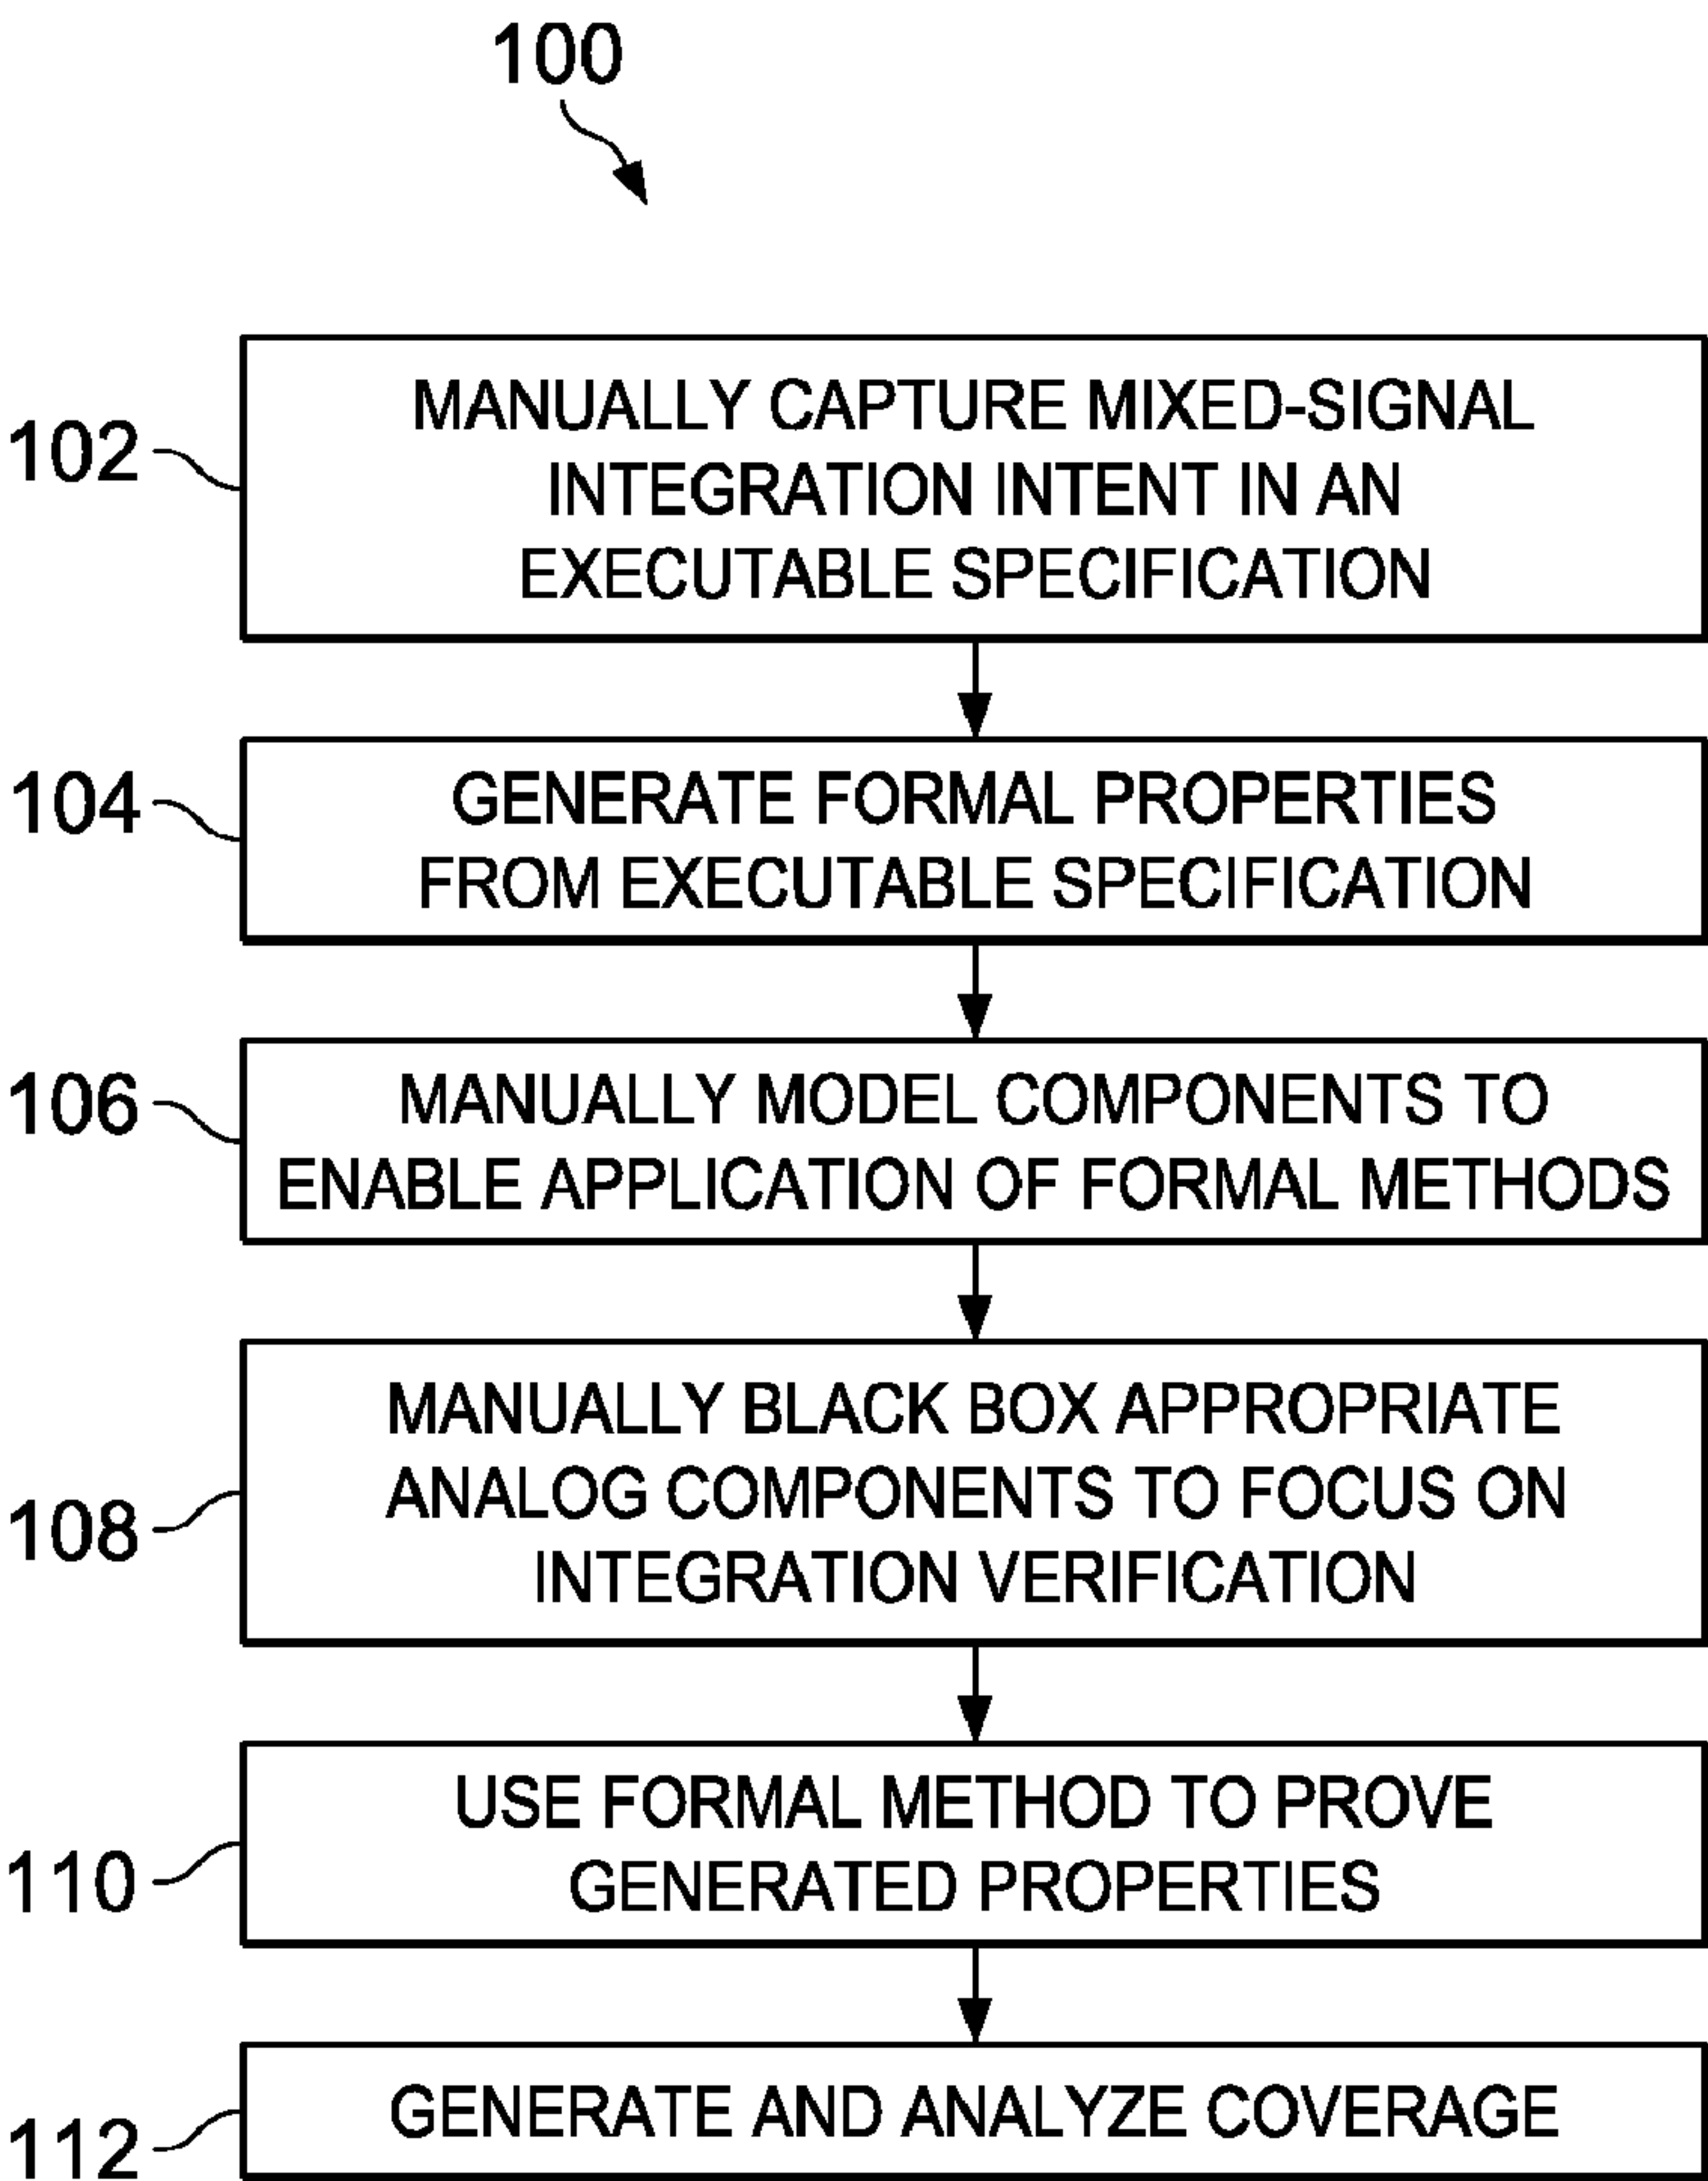 100
102
MANUALLY CAPTURE MIXED-SIGNAL
INTEGRATION INTENT IN AN
EXECUTABLE SPECIFICATION
104
GENERATE FORMAL PROPERTIES
FROM EXECUTABLE SPECIFICATION
106
MANUALLY MODEL COMPONENTS TO
ENABLE APPLICATION OF FORMAL METHODS
108
MANUALLY BLACK BOX APPROPRIATE
ANALOG COMPONENTS TO FOCUS ON
INTEGRATION VERIFICATION
110
USE FORMAL METHOD TO PROVE
GENERATED PROPERTIES
112
GENERATE AND ANALYZE COVERAGE